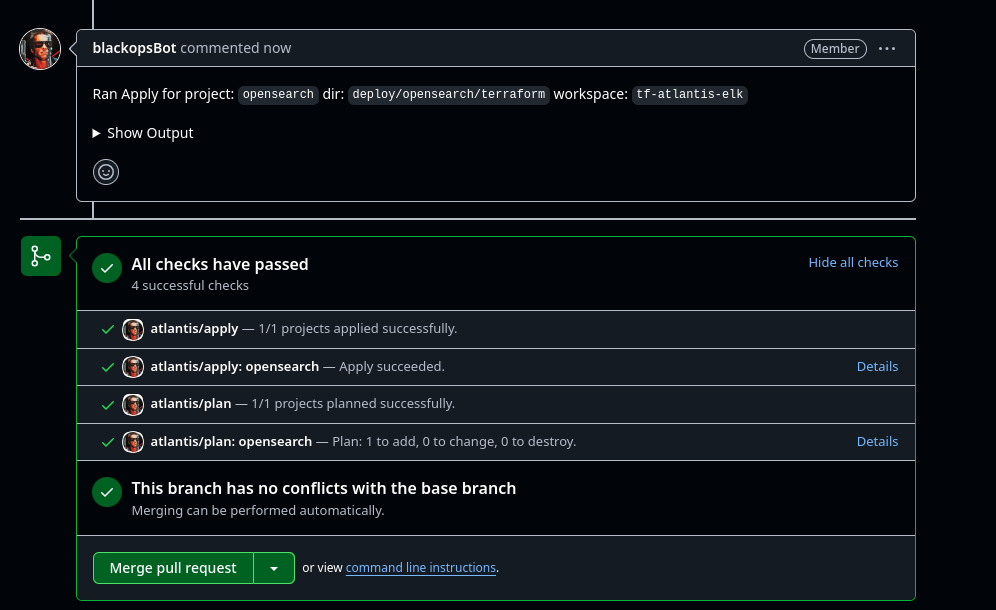 blackopsBot commented now
Member
Ran Apply for project: opensearch dir: deploy/opensearch/terraform workspace: tf-atlantis-elk
Show Output
All checks have passed
Hide all checks
4 successful checks
atlantis/apply — 1/1 projects applied successfully.
atlantis/apply: opensearch — Apply succeeded.
Details
atlantis/plan — 1/1 projects planned successfully.
atlantis/plan: opensearch — Plan: 1 to add, 0 to change, 0 to destroy.
Details
This branch has no conflicts with the base branch
Merging can be performed automatically.
Merge pull request
or view command line instructions.